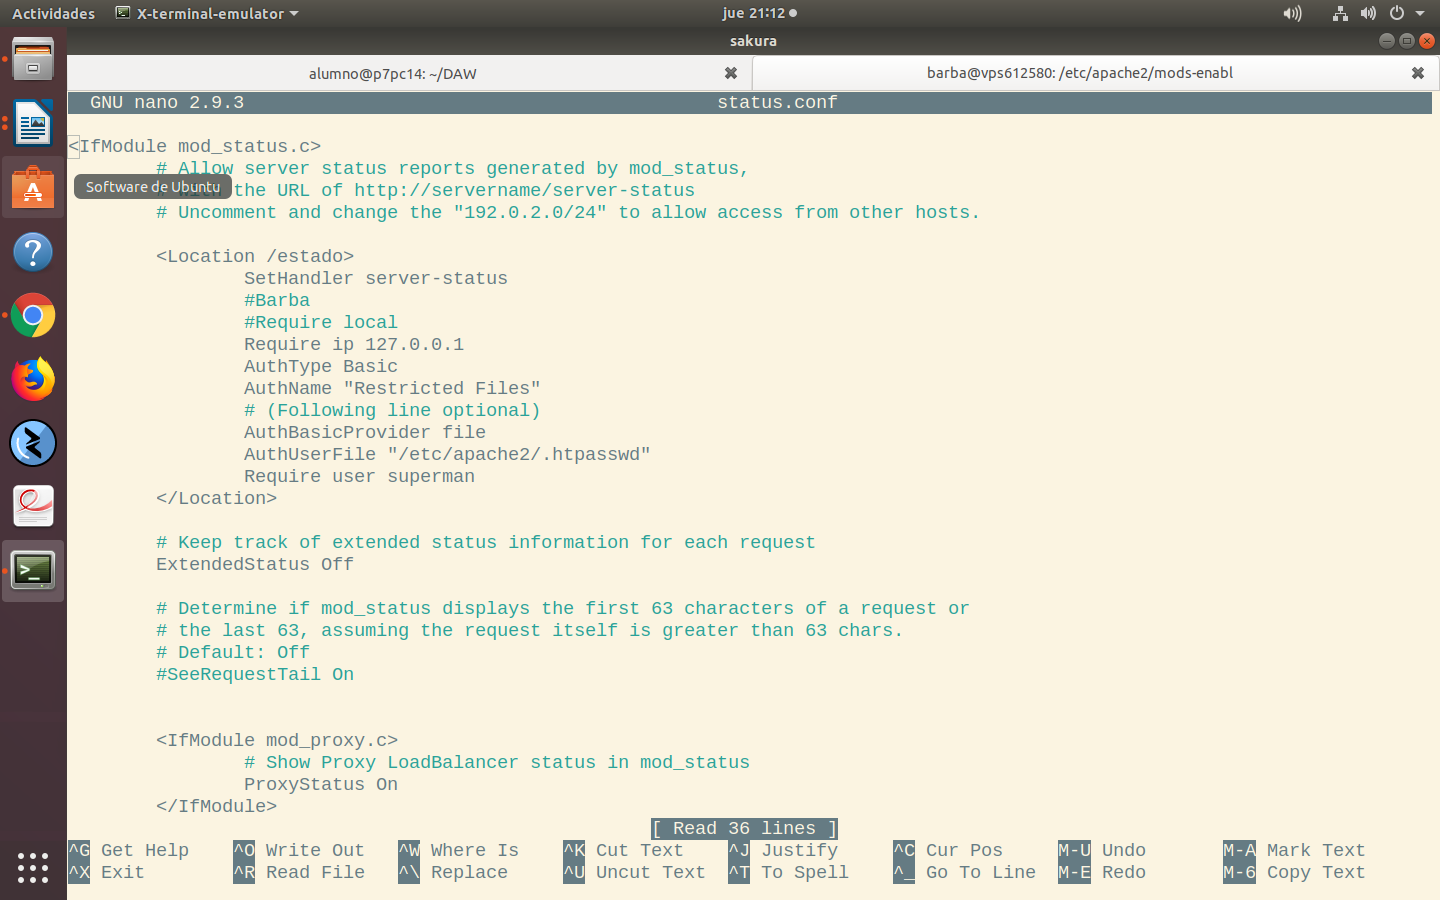 Actividades X-terminal-emulator jue 21:12
sakura
alumno@p7pc14: ~/DAW barba@vps612580: /etc/apache2/mods-enabl
GNU nano 2.9.3 status.conf
<IfModule mod_status.c>
# Allow server status reports generated by mod_status,
Software de Ubuntu
the URL of http://servername/server-status
# Uncomment and change the "192.0.2.0/24" to allow access from other hosts.
<Location /estado>
SetHandler server-status
#Barba
#Require local
Require ip 127.0.0.1
AuthType Basic
AuthName "Restricted Files"
# (Following line optional)
AuthBasicProvider file
AuthUserFile "/etc/apache2/.htpasswd"
Require user superman
</Location>
# Keep track of extended status information for each request
ExtendedStatus Off
# Determine if mod_status displays the first 63 characters of a request or
# the last 63, assuming the request itself is greater than 63 chars.
# Default: Off
#SeeRequestTail On
<IfModule mod_proxy.c>
# Show Proxy LoadBalancer status in mod_status
ProxyStatus On
</IfModule>
[ Read 36 lines ]
^G Get Help ^O Write Out ^W Where Is ^K Cut Text ^J Justify ^C Cur Pos M-U Undo M-A Mark Text
^X Exit ^R Read File ^\ Replace ^U Uncut Text ^T To Spell ^_ Go To Line M-E Redo M-6 Copy Text